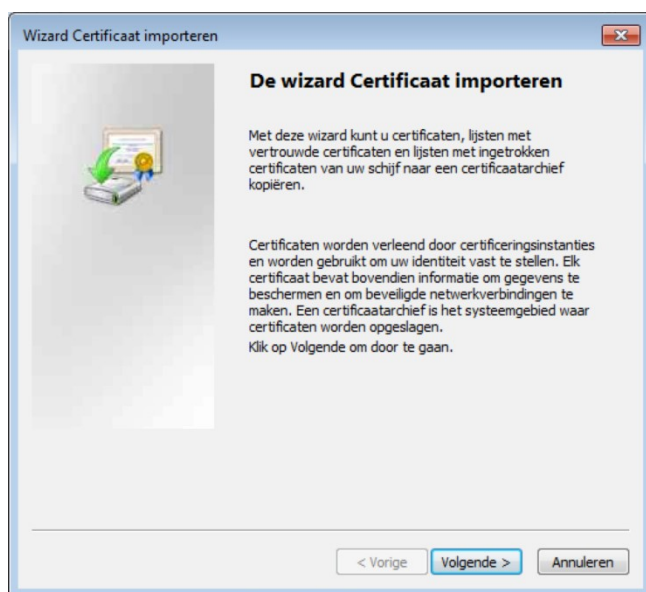 Wizard Certificaat importeren
De wizard Certificaat importeren
Met deze wizard kunt u certificaten, lijsten met
vertrouwde certificaten en lijsten met ingetrokken
certificaten van uw schijf naar een certificaatarchief
kopiëren.
Certificaten worden verleend door certificeringsinstanties
en worden gebruikt om uw identiteit vast te stellen. Elk
certificaat bevat bovendien informatie om gegevens te
beschermen en om beveiligde netwerkverbindingen te
maken. Een certificaatarchief is het systeemgebied waar
certificaten worden opgeslagen.
Klik op Volgende om door te gaan.
< Vorige Volgende > Annuleren